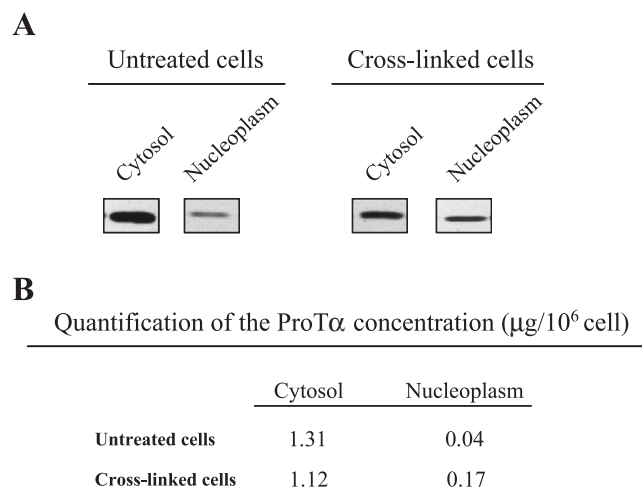 A
Untreated cells Cross-linked cells
Cytosol Nucleoplasm Cytosol Nucleoplasm
B
Quantification of the ProTα concentration (μg/10⁶ cell)
Cytosol Nucleoplasm
Untreated cells 1.31 0.04
Cross-linked cells 1.12 0.17